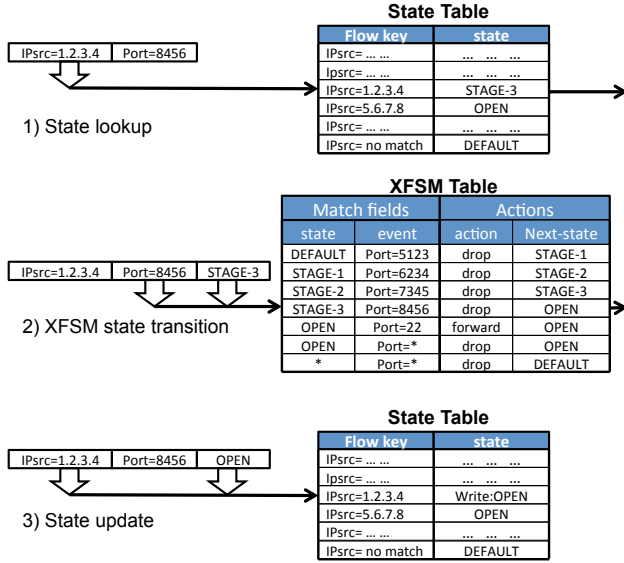 State Table
Flow key state
IPsrc= ... ... ... ... ...
Ipsrc= ... ... ... ... ...
IPsrc=1.2.3.4 STAGE-3
IPsrc=5.6.7.8 OPEN
IPsrc= ... ... ... ... ...
IPsrc= no match DEFAULT
IPsrc=1.2.3.4 Port=8456
1) State lookup
XFSM Table
Match fields Actions
state event action Next-state
DEFAULT Port=5123 drop STAGE-1
STAGE-1 Port=6234 drop STAGE-2
STAGE-2 Port=7345 drop STAGE-3
STAGE-3 Port=8456 drop OPEN
OPEN Port=22 forward OPEN
OPEN Port=* drop OPEN
* Port=* drop DEFAULT
IPsrc=1.2.3.4 Port=8456 STAGE-3
2) XFSM state transition
State Table
Flow key state
IPsrc= ... ... ... ... ...
Ipsrc= ... ... ... ... ...
IPsrc=1.2.3.4 Write:OPEN
IPsrc=5.6.7.8 OPEN
IPsrc= ... ... ... ... ...
IPsrc= no match DEFAULT
IPsrc=1.2.3.4 Port=8456 OPEN
3) State update